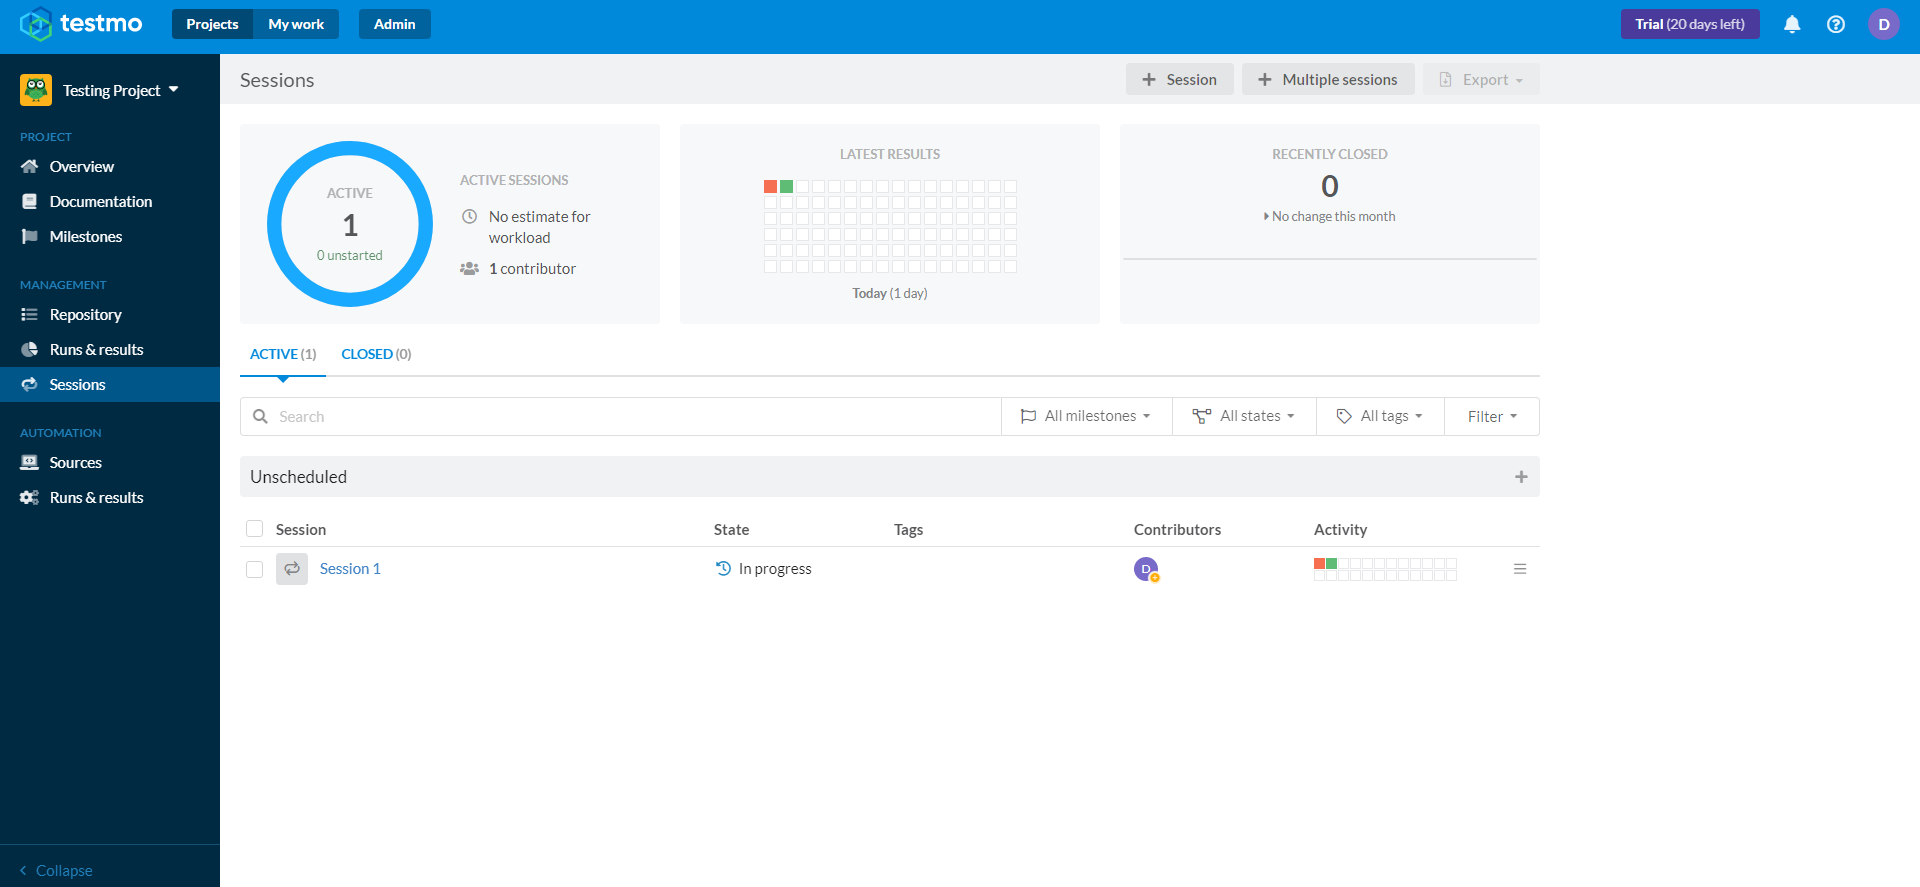 testmo
Projects
My work
Admin
Trial (20 days left)
D
Testing Project
PROJECT
Overview
Documentation
Milestones
MANAGEMENT
Repository
Runs & results
Sessions
AUTOMATION
Sources
Runs & results
Collapse
Sessions
Session
Multiple sessions
Export
ACTIVE
1
0 unstarted
ACTIVE SESSIONS
No estimate for
workload
1 contributor
LATEST RESULTS
Today (1 day)
RECENTLY CLOSED
0
No change this month
ACTIVE (1)
CLOSED (0)
Search
All milestones
All states
All tags
Filter
Unscheduled
Session
State
Tags
Contributors
Activity
Session 1
In progress
D